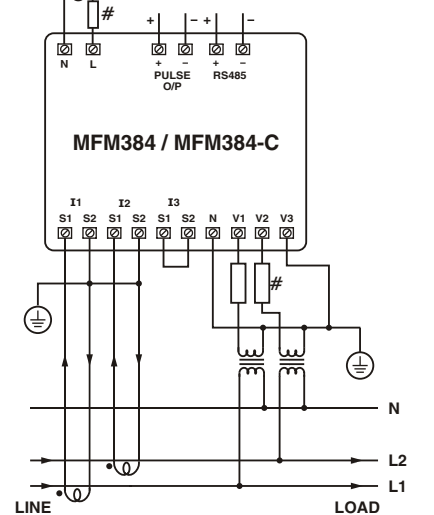 #
+ – + –
N L + – + –
PULSE O/P RS485
MFM384 / MFM384-C
I1 I2 I3
S1 S2 S1 S2 S1 S2 N V1 V2 V3
#
N
L2
L1
LINE LOAD